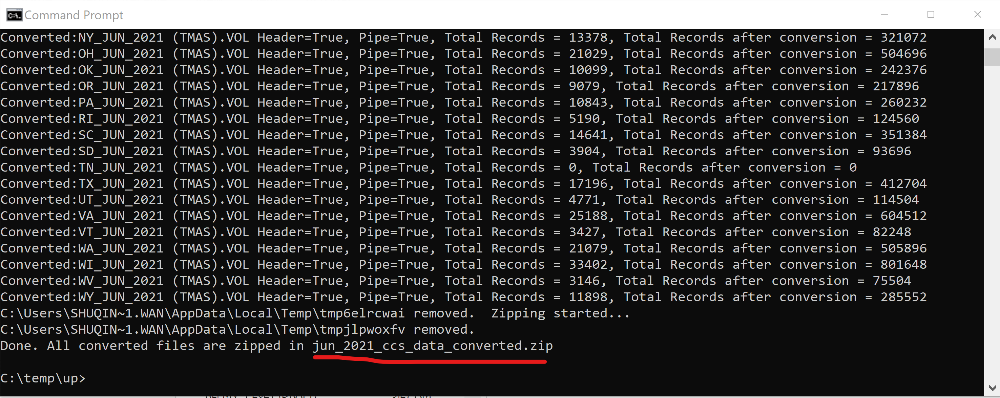 Command Prompt
Converted:NY_JUN_2021 (TMAS).VOL Header=True, Pipe=True, Total Records = 13378, Total Records after conversion = 321072
Converted:OH_JUN_2021 (TMAS).VOL Header=True, Pipe=True, Total Records = 21029, Total Records after conversion = 504696
Converted:OK_JUN_2021 (TMAS).VOL Header=True, Pipe=True, Total Records = 10099, Total Records after conversion = 242376
Converted:OR_JUN_2021 (TMAS).VOL Header=True, Pipe=True, Total Records = 9079, Total Records after conversion = 217896
Converted:PA_JUN_2021 (TMAS).VOL Header=True, Pipe=True, Total Records = 10843, Total Records after conversion = 260232
Converted:RI_JUN_2021 (TMAS).VOL Header=True, Pipe=True, Total Records = 5190, Total Records after conversion = 124560
Converted:SC_JUN_2021 (TMAS).VOL Header=True, Pipe=True, Total Records = 14641, Total Records after conversion = 351384
Converted:SD_JUN_2021 (TMAS).VOL Header=True, Pipe=True, Total Records = 3904, Total Records after conversion = 93696
Converted:TN_JUN_2021 (TMAS).VOL Header=True, Pipe=True, Total Records = 0, Total Records after conversion = 0
Converted:TX_JUN_2021 (TMAS).VOL Header=True, Pipe=True, Total Records = 17196, Total Records after conversion = 412704
Converted:UT_JUN_2021 (TMAS).VOL Header=True, Pipe=True, Total Records = 4771, Total Records after conversion = 114504
Converted:VA_JUN_2021 (TMAS).VOL Header=True, Pipe=True, Total Records = 25188, Total Records after conversion = 604512
Converted:VT_JUN_2021 (TMAS).VOL Header=True, Pipe=True, Total Records = 3427, Total Records after conversion = 82248
Converted:WA_JUN_2021 (TMAS).VOL Header=True, Pipe=True, Total Records = 21079, Total Records after conversion = 505896
Converted:WI_JUN_2021 (TMAS).VOL Header=True, Pipe=True, Total Records = 33402, Total Records after conversion = 801648
Converted:WV_JUN_2021 (TMAS).VOL Header=True, Pipe=True, Total Records = 3146, Total Records after conversion = 75504
Converted:WY_JUN_2021 (TMAS).VOL Header=True, Pipe=True, Total Records = 11898, Total Records after conversion = 285552
C:\Users\SHUQIN~1.WAN\AppData\Local\Temp\tmp6elrcwai removed.  Zipping started...
C:\Users\SHUQIN~1.WAN\AppData\Local\Temp\tmpjlpwoxfv removed.
Done. All converted files are zipped in jun_2021_ccs_data_converted.zip
C:\temp\up>